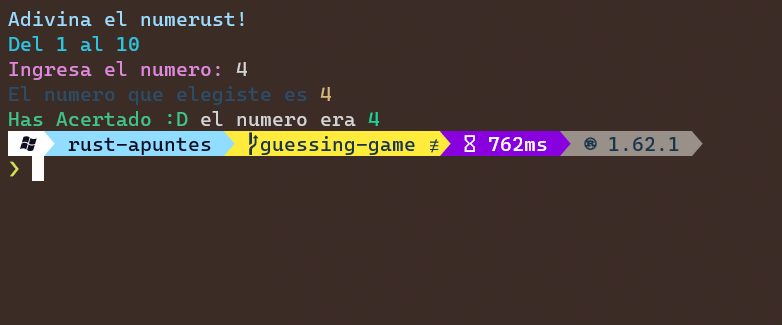 Adivina el numerust!
Del 1 al 10
Ingresa el numero: 4
El numero que elegiste es 4
Has Acertado :D el numero era 4
rust-apuntes guessing-game ≢ 762ms 1.62.1
❯